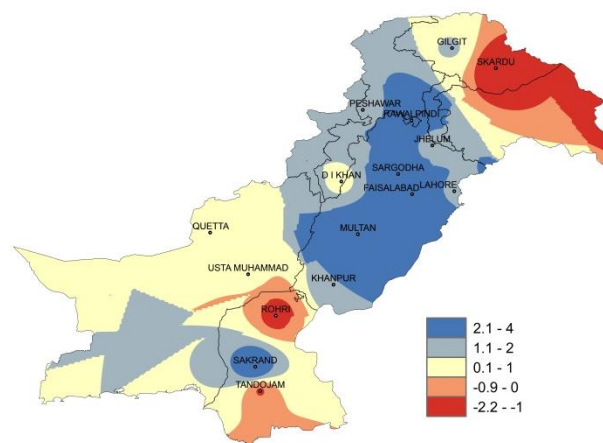 GILGIT
SKARDU
PESHAWAR
RAWALPINDI
JHELUM
SARGODHA
D I KHAN
FAISALABAD
LAHORE
QUETTA
MULTAN
USTA MUHAMMAD
KHANPUR
ROHRI
SAKRAND
TANDOJAM
2.1 - 4
1.1 - 2
0.1 - 1
-0.9 - 0
-2.2 - -1